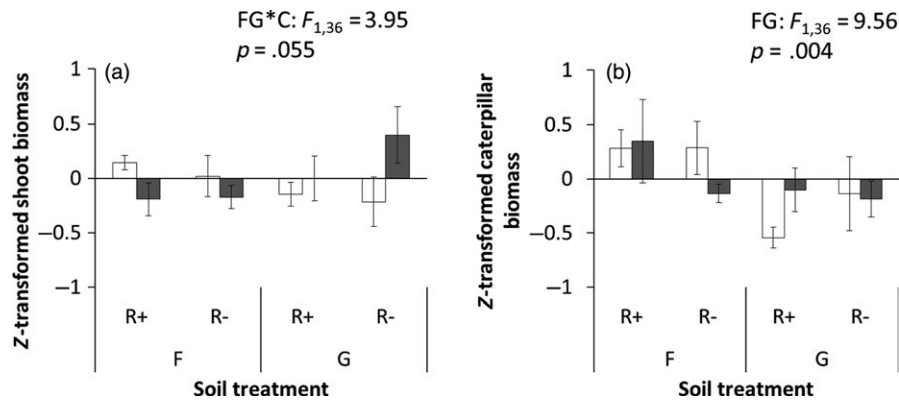 FG*C: F1,36 = 3.95
p = .055
(a)
Z-transformed shoot biomass
1
0.5
0
−0.5
−1
R+ R- R+ R-
F G
Soil treatment
FG: F1,36 = 9.56
p = .004
(b)
Z-transformed caterpillar
biomass
1
0.5
0
−0.5
−1
R+ R- R+ R-
F G
Soil treatment